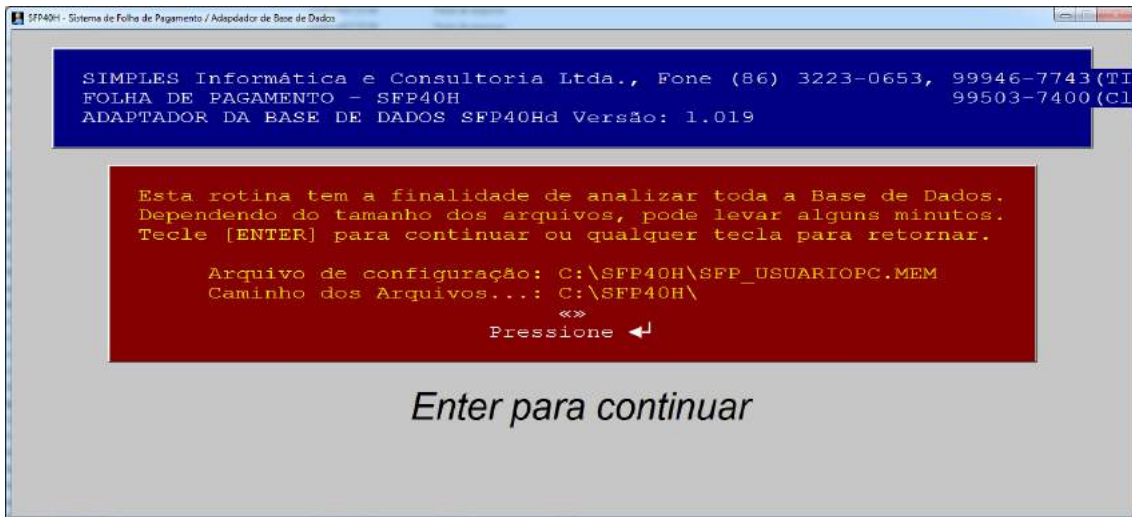 SFP40H - Sistema de Folha de Pagamento / Adapdador de Base de Dados
SIMPLES Informática e Consultoria Ltda., Fone (86) 3223-0653, 99946-7743(TI
FOLHA DE PAGAMENTO - SFP40H 99503-7400(Cl
ADAPTADOR DA BASE DE DADOS SFP40Hd Versão: 1.019
Esta rotina tem a finalidade de analizar toda a Base de Dados.
Dependendo do tamanho dos arquivos, pode levar alguns minutos.
Tecle [ENTER] para continuar ou qualquer tecla para retornar.
Arquivo de configuração: C:\SFP40H\SFP_USUARIOPC.MEM
Caminho dos Arquivos...: C:\SFP40H\
«»
Pressione ↵
Enter para continuar